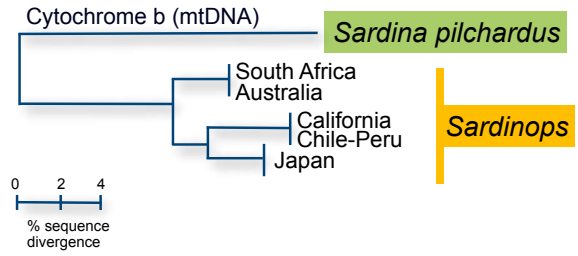 Cytochrome b (mtDNA)
Sardina pilchardus
South Africa
Australia
California
Chile-Peru
Japan
Sardinops
0 2 4
% sequence
divergence